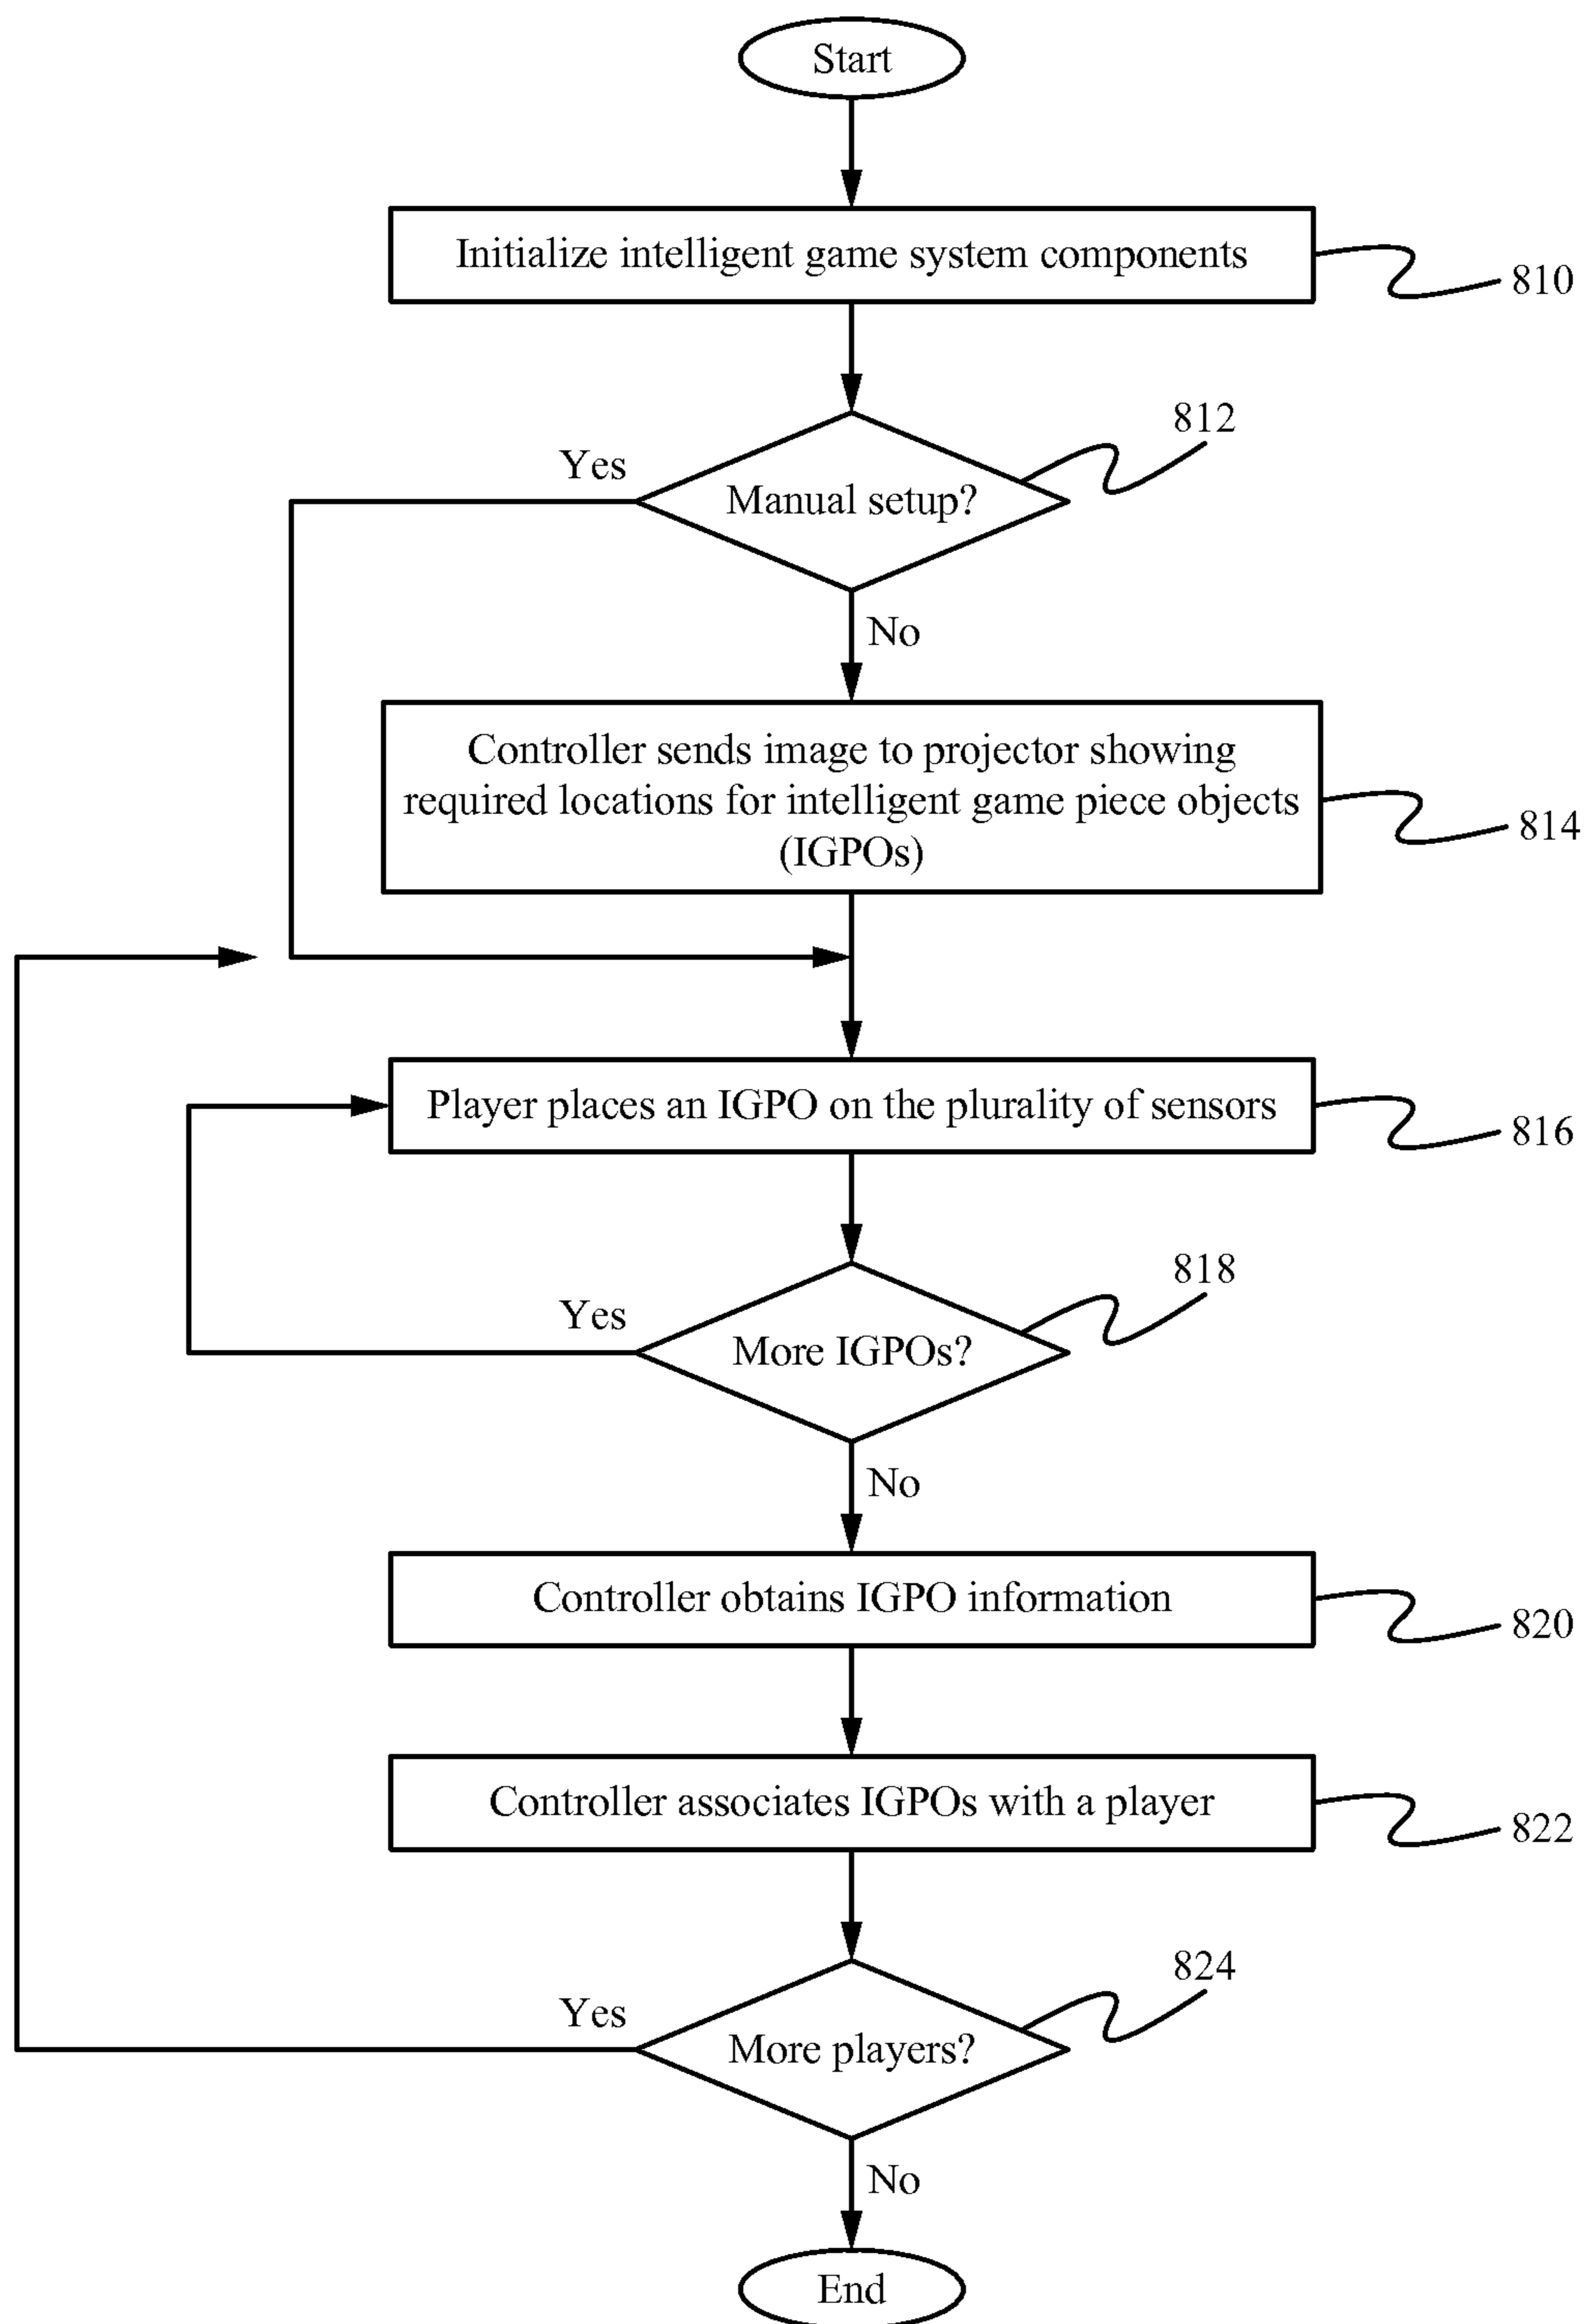 Start
Initialize intelligent game system components
810
812
Yes
Manual setup?
No
Controller sends image to projector showing
required locations for intelligent game piece objects
(IGPOs)
814
Player places an IGPO on the plurality of sensors
816
818
Yes
More IGPOs?
No
Controller obtains IGPO information
820
Controller associates IGPOs with a player
822
824
Yes
More players?
No
End